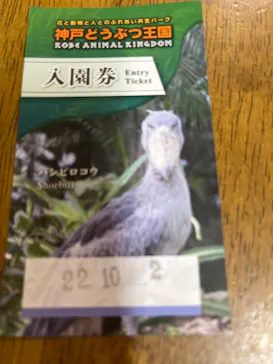 花と動物と人とのふれあい共生パーク
神戸どうぶつ王国
KOBE ANIMAL KINGDOM
入園券
Entry
Ticket
ハシビロコウ
Shoebill
22.10. 2